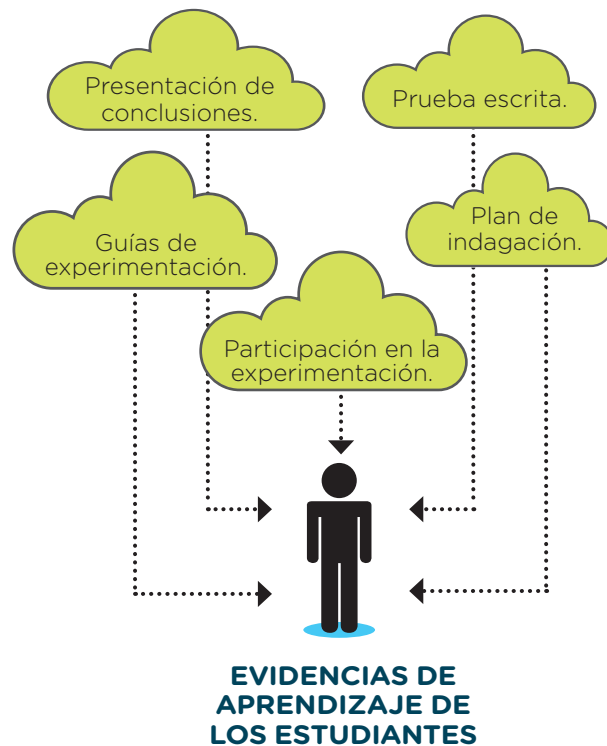 Presentación de
conclusiones.
Prueba escrita.
Guías de
experimentación.
Plan de
indagación.
Participación en la
experimentación.
EVIDENCIAS DE
APRENDIZAJE DE
LOS ESTUDIANTES